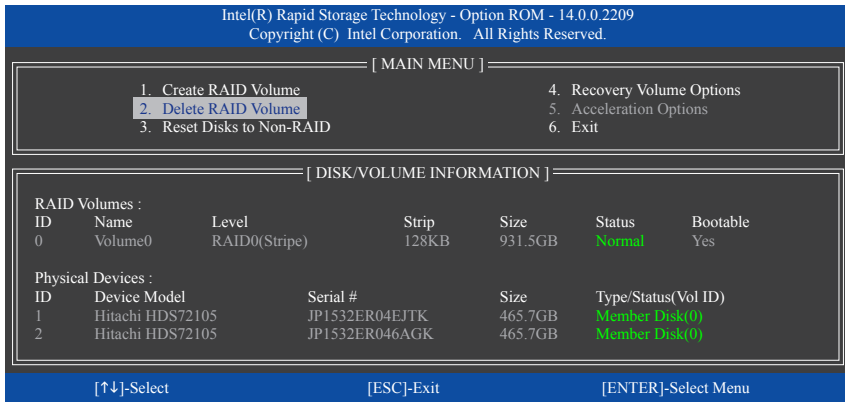 Intel(R) Rapid Storage Technology - Option ROM - 14.0.0.2209
Copyright (C) Intel Corporation. All Rights Reserved.
[ MAIN MENU ]
1. Create RAID Volume 4. Recovery Volume Options
2. Delete RAID Volume 5. Acceleration Options
3. Reset Disks to Non-RAID 6. Exit
[ DISK/VOLUME INFORMATION ]
RAID Volumes :
ID Name Level Strip Size Status Bootable
0 Volume0 RAID0(Stripe) 128KB 931.5GB Normal Yes
Physical Devices :
ID Device Model Serial # Size Type/Status(Vol ID)
1 Hitachi HDS72105 JP1532ER04EJTK 465.7GB Member Disk(0)
2 Hitachi HDS72105 JP1532ER046AGK 465.7GB Member Disk(0)
[↑↓]-Select [ESC]-Exit [ENTER]-Select Menu